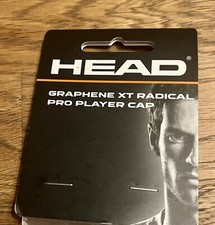 HEAD
GRAPHENE XT RADICAL
PRO PLAYER CAP